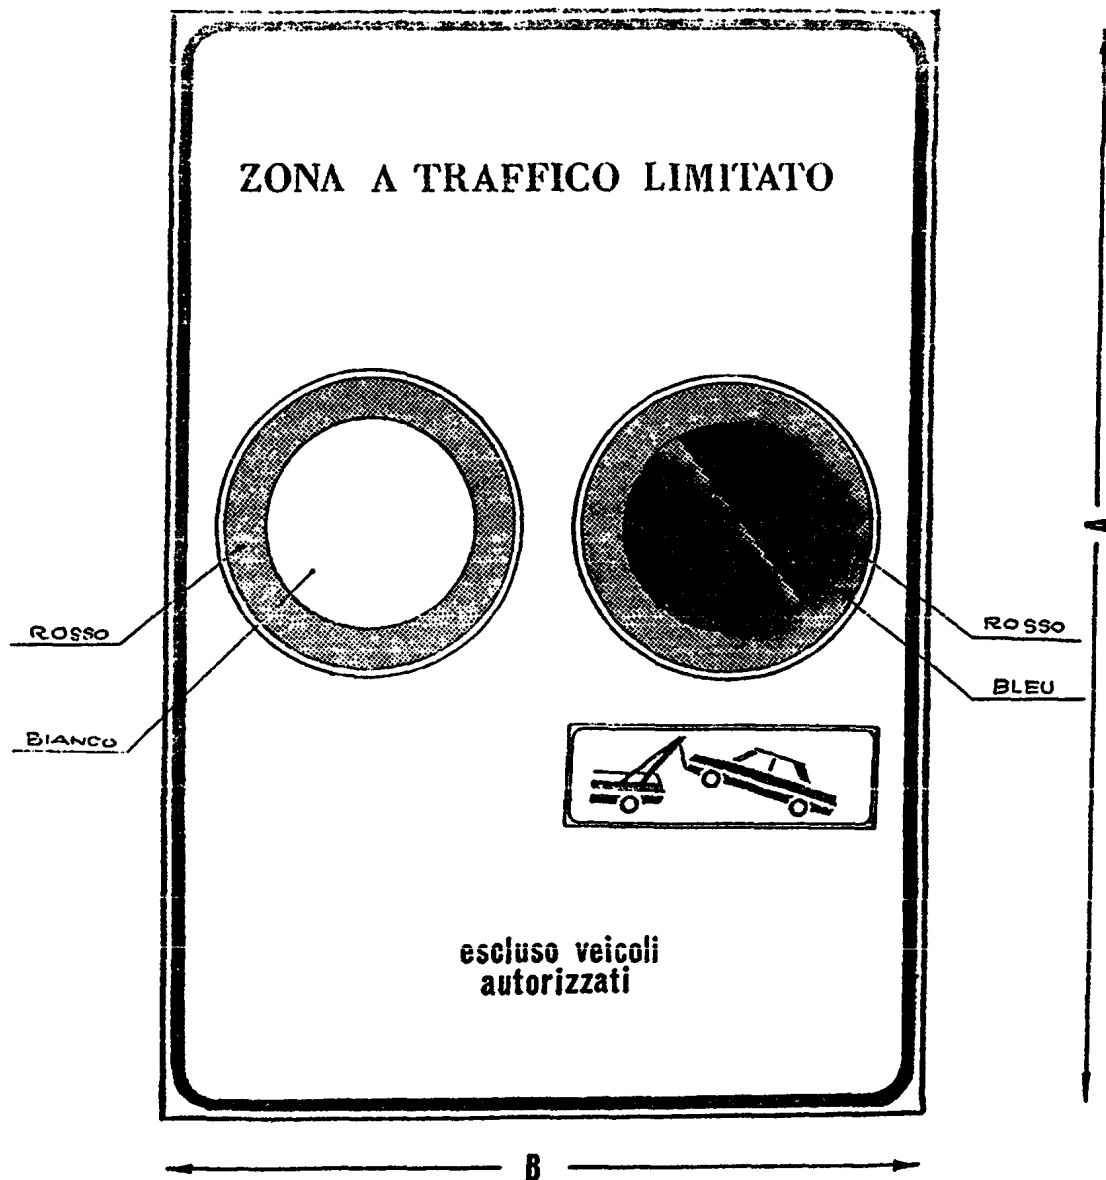 ZONA A TRAFFICO LIMITATO
A
ROSSO
ROSSO
BLEU
BIANCO
escluso veicoli
autorizzati
B